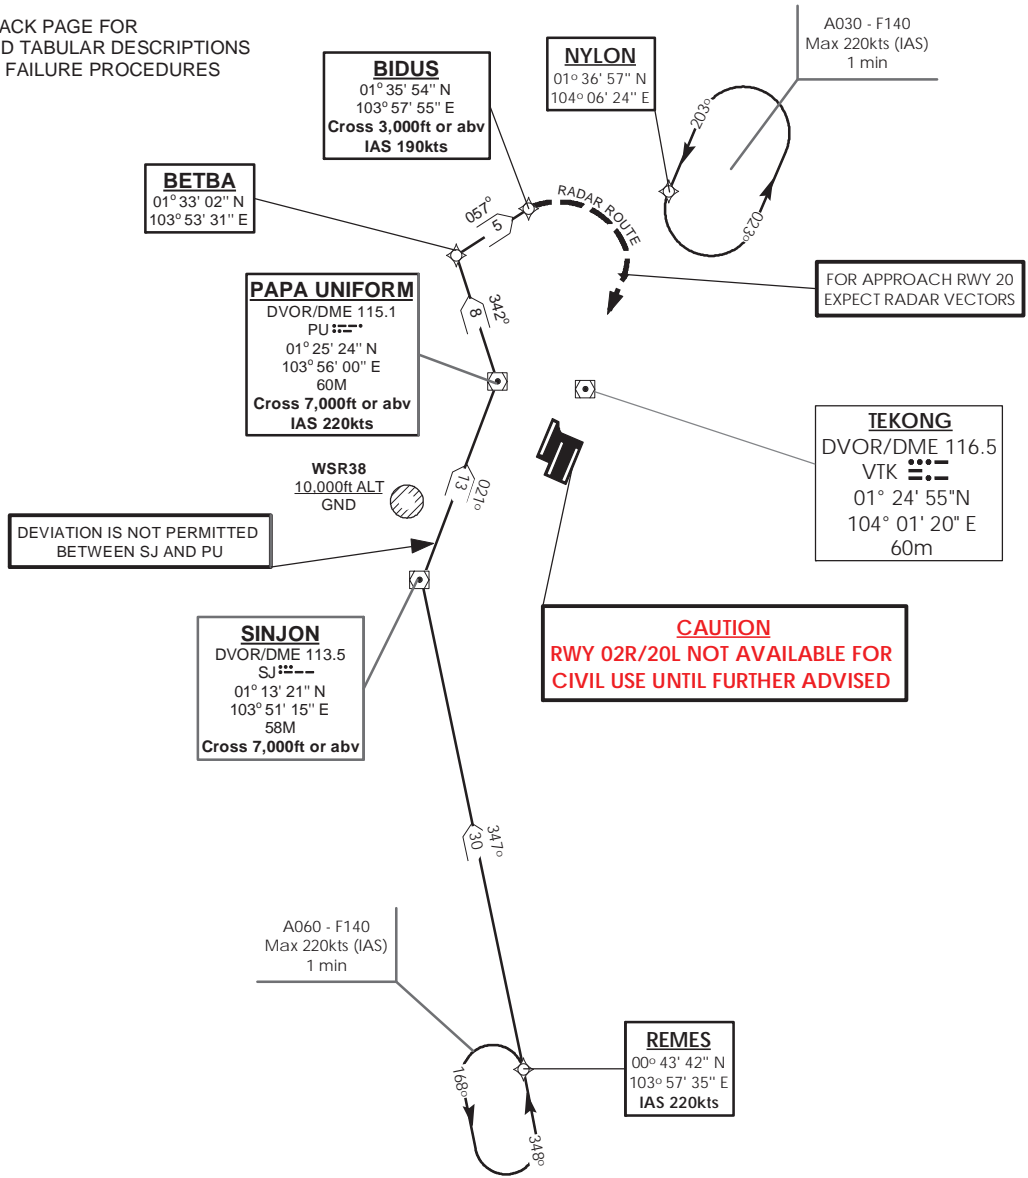 ACK PAGE FOR
D TABULAR DESCRIPTIONS
FAILURE PROCEDURES
A030 - F140
Max 220kts (IAS)
1 min
NYLON
01° 36' 57'' N
104° 06' 24'' E
BIDUS
01° 35' 54'' N
103° 57' 55'' E
Cross 3,000ft or abv
IAS 190kts
203°
023°
BETBA
01° 33' 02'' N
103° 53' 31'' E
057°
5
RADAR ROUTE
FOR APPROACH RWY 20
EXPECT RADAR VECTORS
PAPA UNIFORM
DVOR/DME 115.1
PU
01° 25' 24'' N
103° 56' 00'' E
60M
Cross 7,000ft or abv
IAS 220kts
342°
8
TEKONG
DVOR/DME 116.5
VTK
01° 24' 55"N
104° 01' 20" E
60m
WSR38
10,000ft ALT
GND
021°
13
DEVIATION IS NOT PERMITTED
BETWEEN SJ AND PU
SINJON
DVOR/DME 113.5
SJ
01° 13' 21'' N
103° 51' 15'' E
58M
Cross 7,000ft or abv
CAUTION
RWY 02R/20L NOT AVAILABLE FOR
CIVIL USE UNTIL FURTHER ADVISED
347°
30
A060 - F140
Max 220kts (IAS)
1 min
REMES
00° 43' 42'' N
103° 57' 35'' E
IAS 220kts
168°
348°